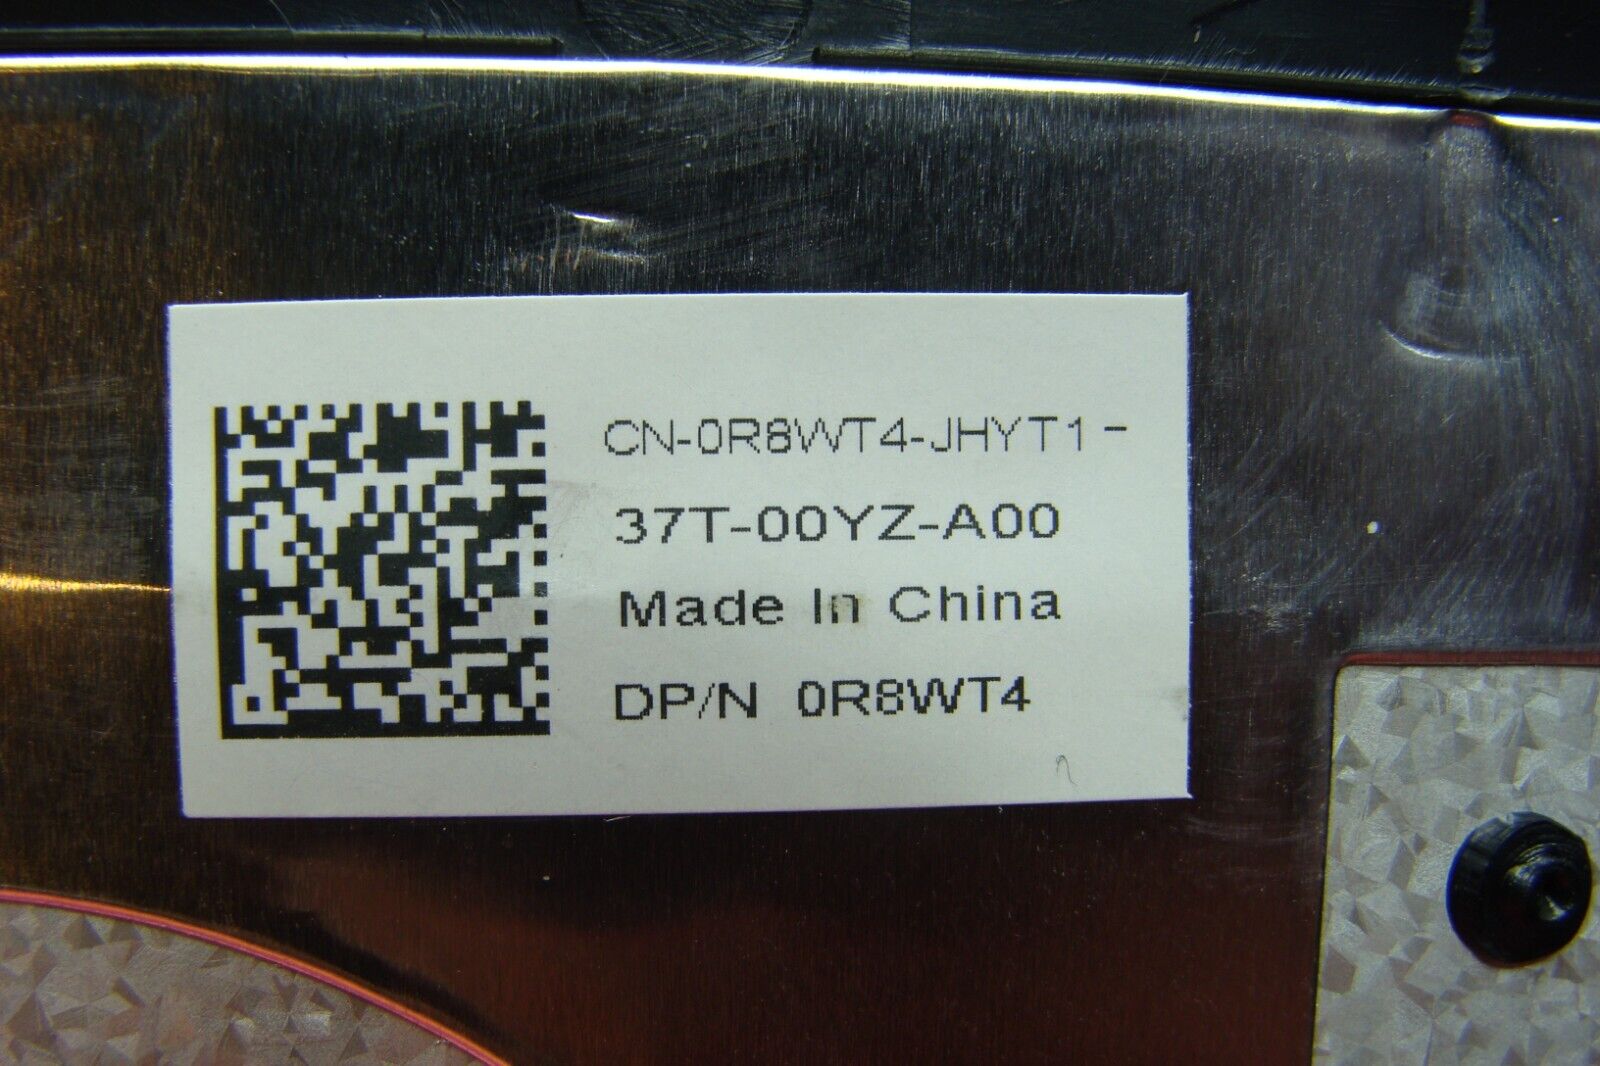 CN-0R8WT4-JHYT1-
37T-00YZ-A00
Made In China
DP/N 0R8WT4